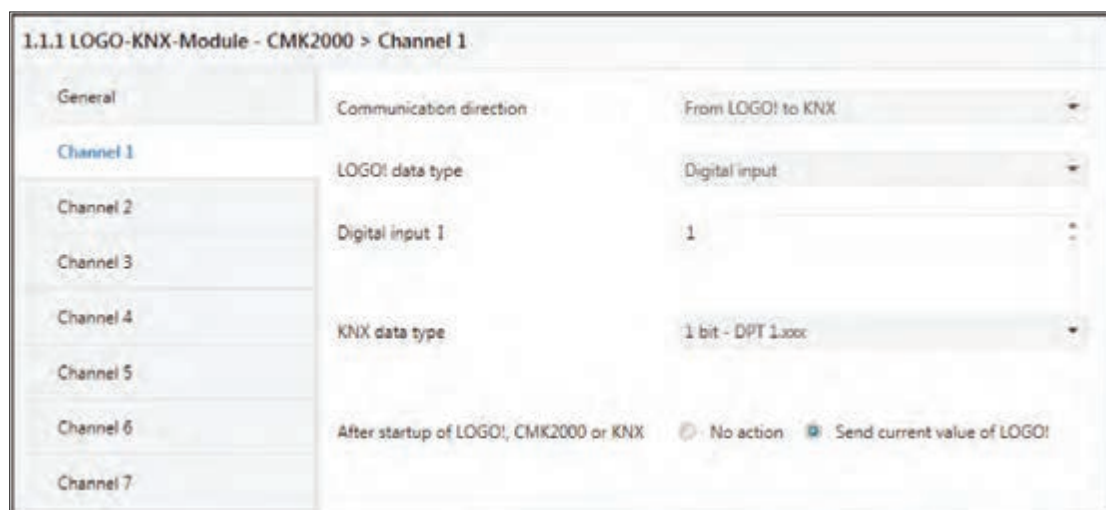 1.1.1 LOGO-KNX-Module - CMK2000 > Channel 1
General
Channel 1
Channel 2
Channel 3
Channel 4
Channel 5
Channel 6
Channel 7
Communication direction From LOGO! to KNX
LOGO! data type Digital input
Digital input I 1
KNX data type 1 bit - DPT 1.xxx
After startup of LOGO!, CMK2000 or KNX No action Send current value of LOGO!